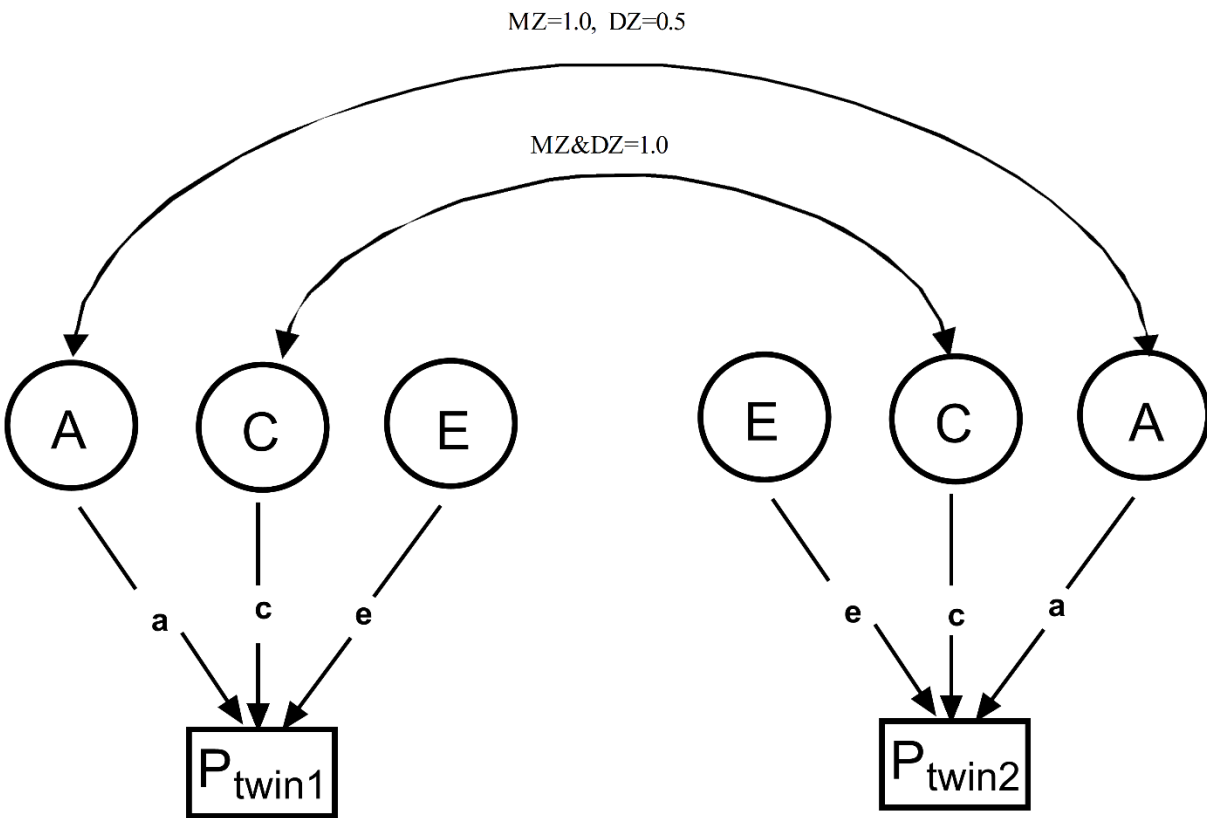 MZ=1.0, DZ=0.5
MZ&DZ=1.0
A C E E C A
a c e e c a
Ptwin1 Ptwin2